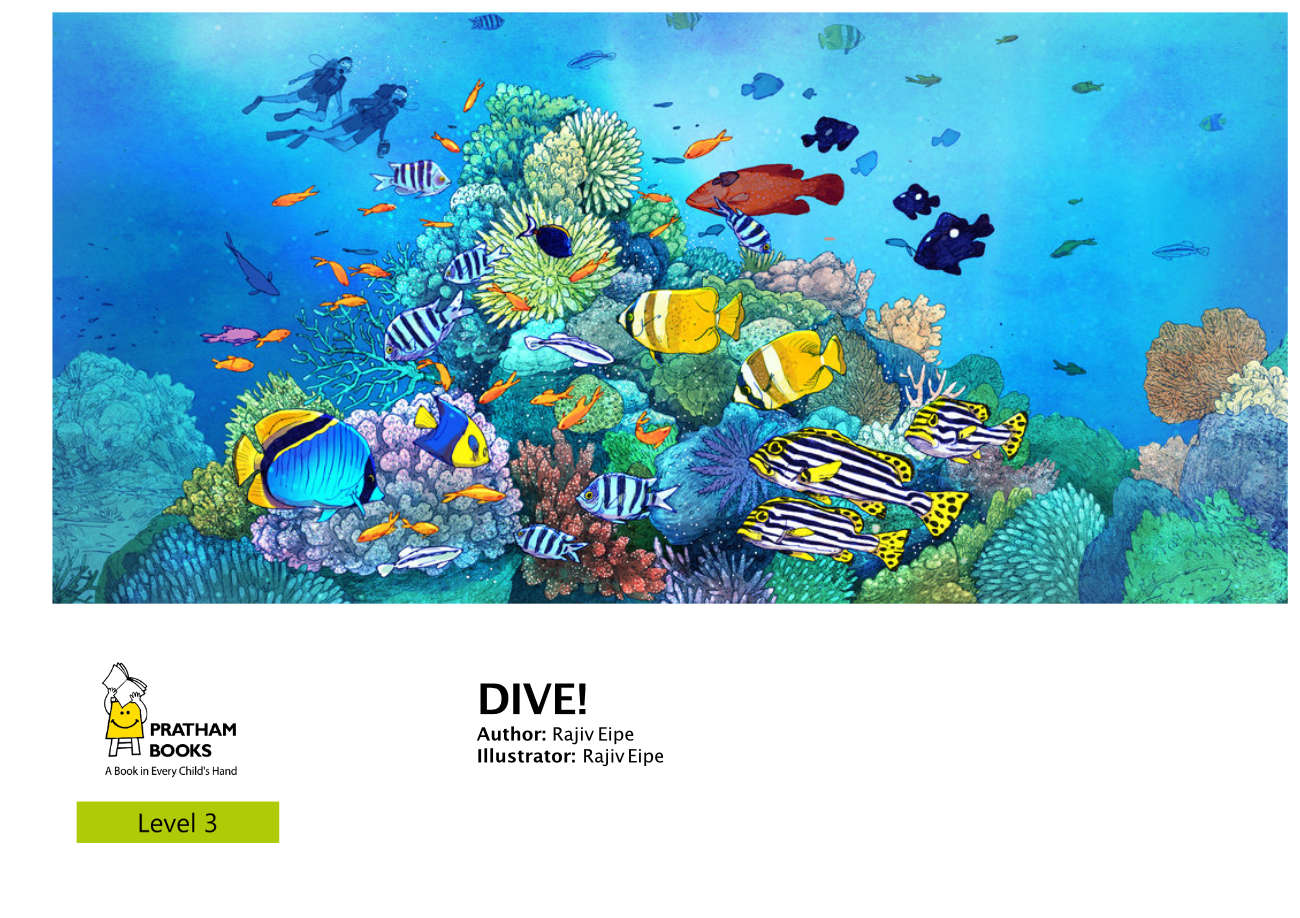 PRATHAM
BOOKS
A Book in Every Child's Hand
Level 3
DIVE!
Author: Rajiv Eipe
Illustrator: Rajiv Eipe